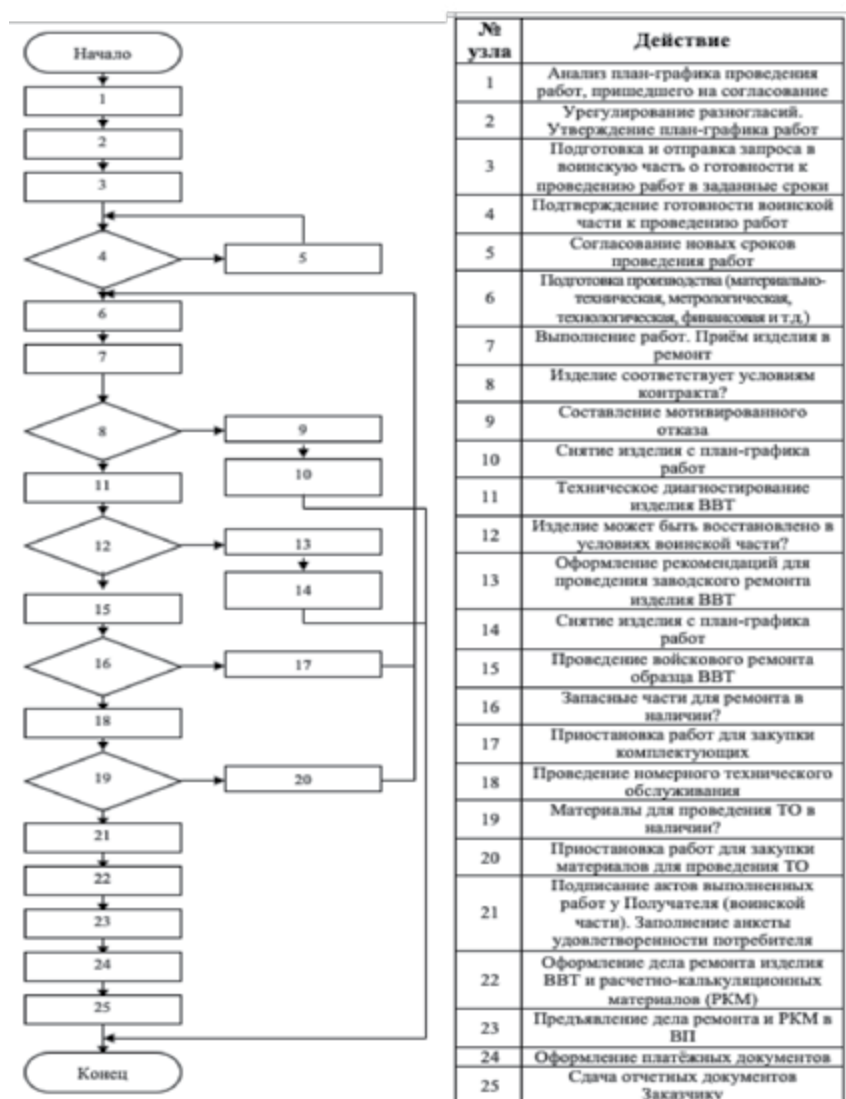 Начало
1
2
3
4
5
6
7
8
9
10
11
12
13
14
15
16
17
18
19
20
21
22
23
24
25
Конец
№
узла
Действие
1
Анализ план-графика проведения
работ, пришедшего на согласование
2
Урегулирование разногласий.
Утверждение план-графика работ
3
Подготовка и отправка запроса в
воинскую часть о готовности к
проведению работ в заданные сроки
4
Подтверждение готовности воинской
части к проведению работ
5
Согласование новых сроков
проведения работ
6
Подготовка производства (материально-
техническая, метрологическая,
технологическая, финансовая и т.д.)
7
Выполнение работ. Приём изделия в
ремонт
8
Изделие соответствует условиям
контракта?
9
Составление мотивированного
отказа
10
Снятие изделия с план-графика
работ
11
Техническое диагностирование
изделия ВВТ
12
Изделие может быть восстановлено в
условиях воинской части?
13
Оформление рекомендаций для
проведения заводского ремонта
изделия ВВТ
14
Снятие изделия с план-графика
работ
15
Проведение войскового ремонта
образца ВВТ
16
Запасные части для ремонта в
наличии?
17
Приостановка работ для закупки
комплектующих
18
Проведение номерного технического
обслуживания
19
Материалы для проведения ТО в
наличии?
20
Приостановка работ для закупки
материалов для проведения ТО
21
Подписание актов выполненных
работ у Получателя (воинской
части). Заполнение анкеты
удовлетворенности потребителя
22
Оформление дела ремонта изделия
ВВТ и расчетно-калькуляционных
материалов (РКМ)
23
Предъявление дела ремонта и РКМ в
ВП
24
Оформление платёжных документов
25
Сдача отчетных документов
Заказчику